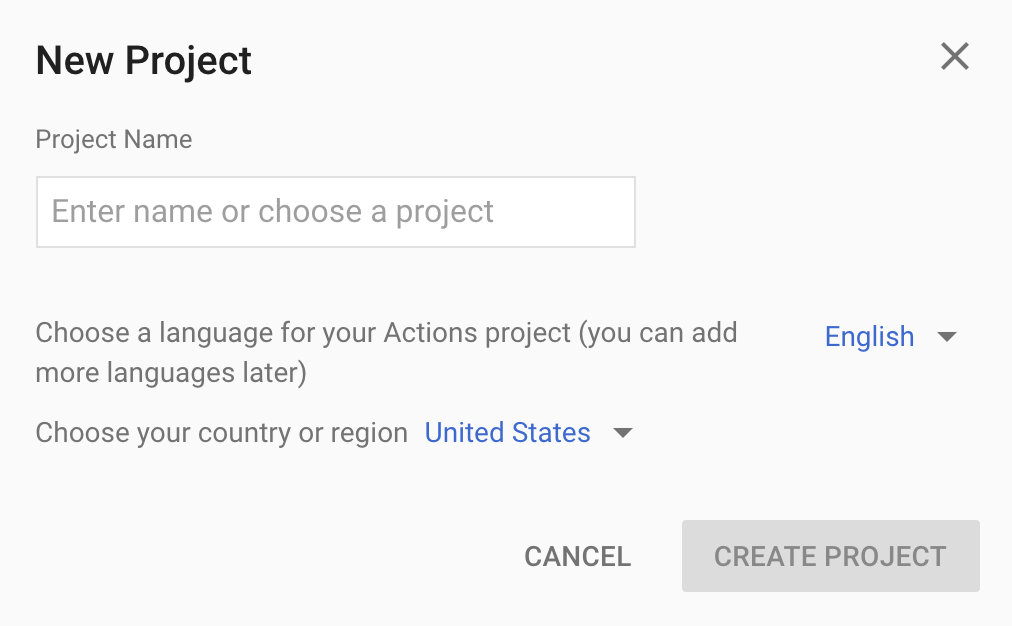 New Project
Project Name
Enter name or choose a project
Choose a language for your Actions project (you can add
more languages later)
English
Choose your country or region United States
CANCEL
CREATE PROJECT